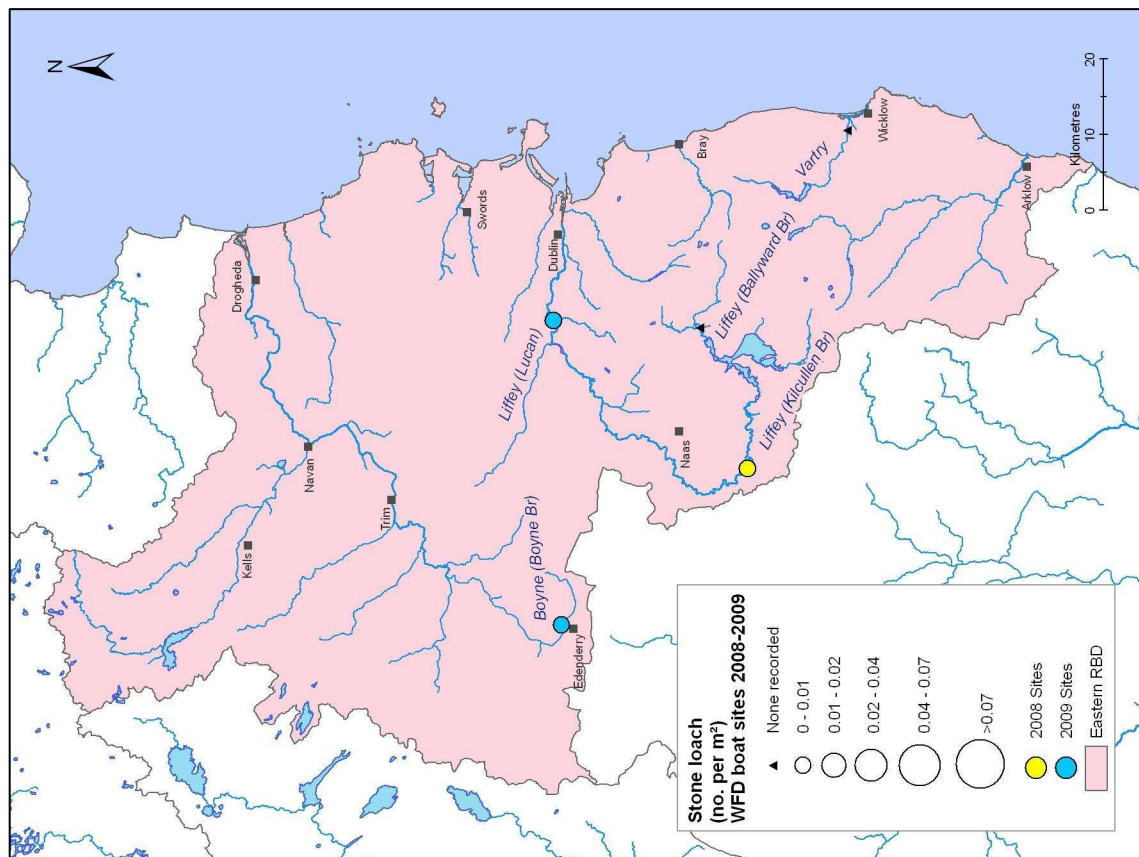 N
Drogheda
Kells
Navan
Trim
Swords
Liffey (Lucan)
Dublin
Boyne (Boyne Br)
Edenderry
Bray
Naas
Liffey (Ballyward Br)
Liffey (Kilcullen Br)
Vartry
Wicklow
Arklow
0 10 20
Kilometres
Stone loach
(no. per m²)
WFD boat sites 2008-2009
None recorded
0 - 0.01
0.01 - 0.02
0.02 - 0.04
0.04 - 0.07
>0.07
2008 Sites
2009 Sites
Eastern RBD